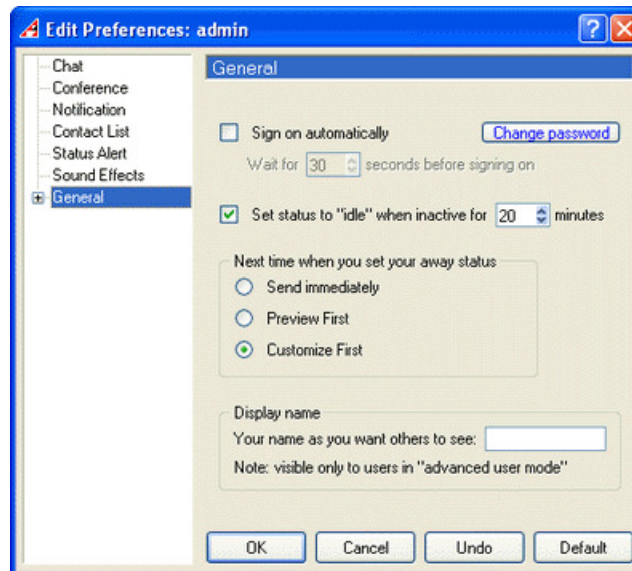 Edit Preferences: admin
Chat
Conference
Notification
Contact List
Status Alert
Sound Effects
General
General
Sign on automatically
Change password
Wait for 30 seconds before signing on
Set status to "idle" when inactive for 20 minutes
Next time when you set your away status
Send immediately
Preview First
Customize First
Display name
Your name as you want others to see:
Note: visible only to users in "advanced user mode"
OK Cancel Undo Default